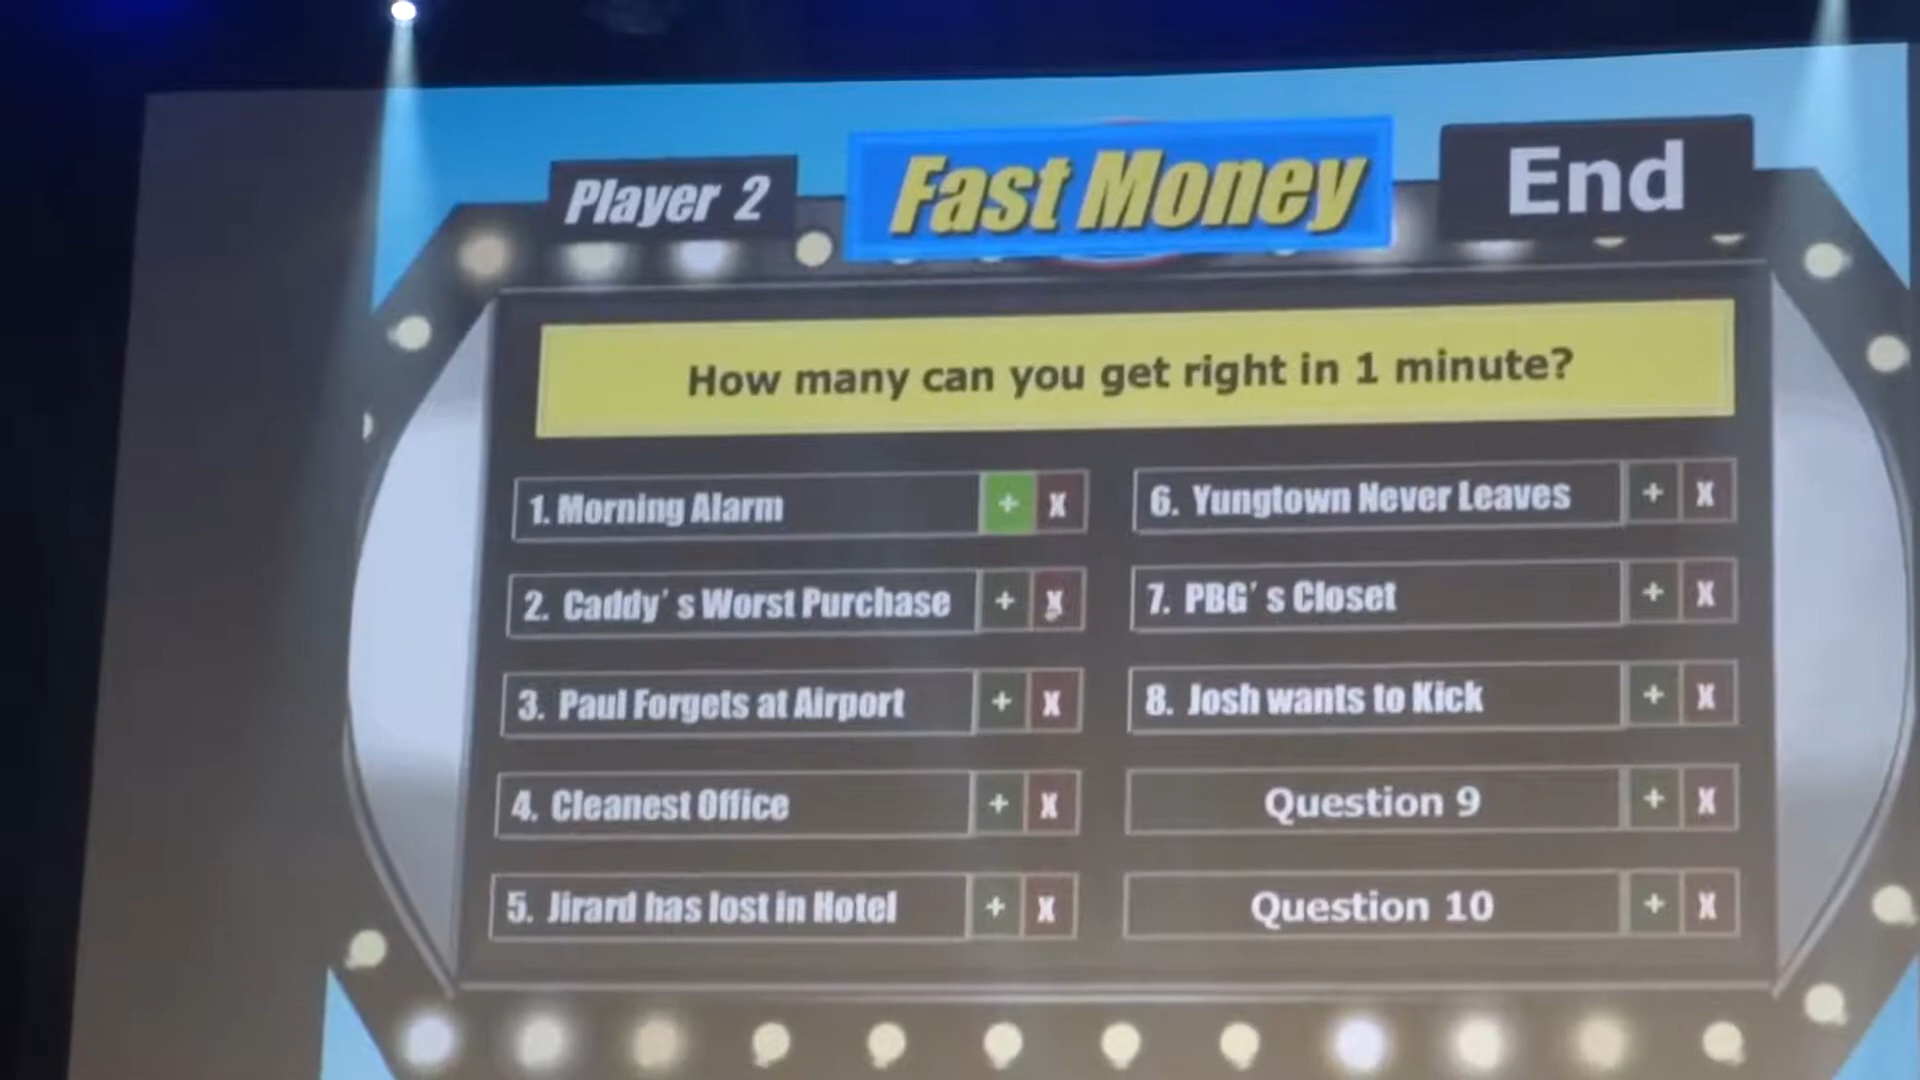 Player 2
Fast Money
End
How many can you get right in 1 minute?
1. Morning Alarm + X
2. Caddy's Worst Purchase + X
3. Paul Forgets at Airport + X
4. Cleanest Office + X
5. Jirard has lost in Hotel + X
6. Yungtown Never Leaves + X
7. PBG's Closet + X
8. Josh wants to Kick + X
Question 9 + X
Question 10 + X